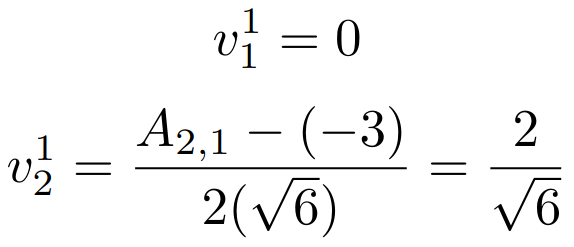 $v_1^1 = 0$
$v_2^1 = \frac{A_{2,1} - (-3)}{2(\sqrt{6})} = \frac{2}{\sqrt{6}}$